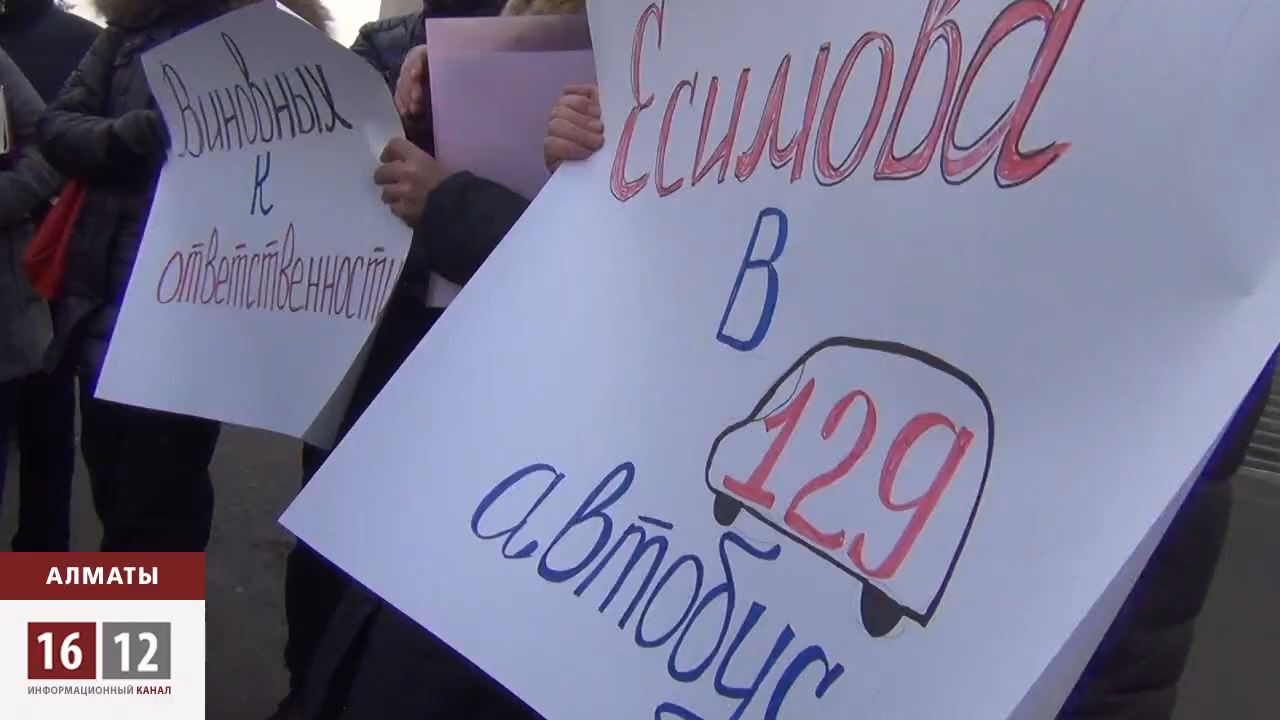 Виновных
к
ответственности
Есимова
в
129
автобус
АЛМАТЫ
16 12
ИНФОРМАЦИОННЫЙ КАНАЛ